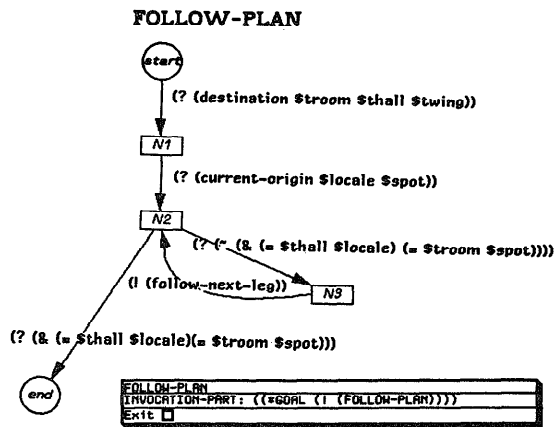 FOLLOW-PLAN
start
(? (destination $troom $thall $twing))
N1
(? (current-origin $locale $spot))
N2
(? (~ (& (= $thall $locale) (= $troom $spot))))
(! (follow-next-leg))
N3
(? (& (= $thall $locale)(= $troom $spot)))
end
FOLLOW-PLAN
INVOCATION-PART: ((*GOAL (! (FOLLOW-PLAN))))
Exit